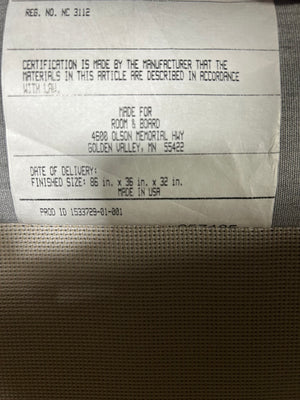 REG. NO. NC 3112
CERTIFICATION IS MADE BY THE MANUFACTURER THAT THE
MATERIALS IN THIS ARTICLE ARE DESCRIBED IN ACCORDANCE
WITH LAW.
MADE FOR
ROOM & BOARD
4600 OLSON MEMORIAL HWY
GOLDEN VALLEY, MN 55422
DATE OF DELIVERY:
FINISHED SIZE: 86 in. x 36 in. x 32 in.
MADE IN USA
PROD ID 1533729-01-001